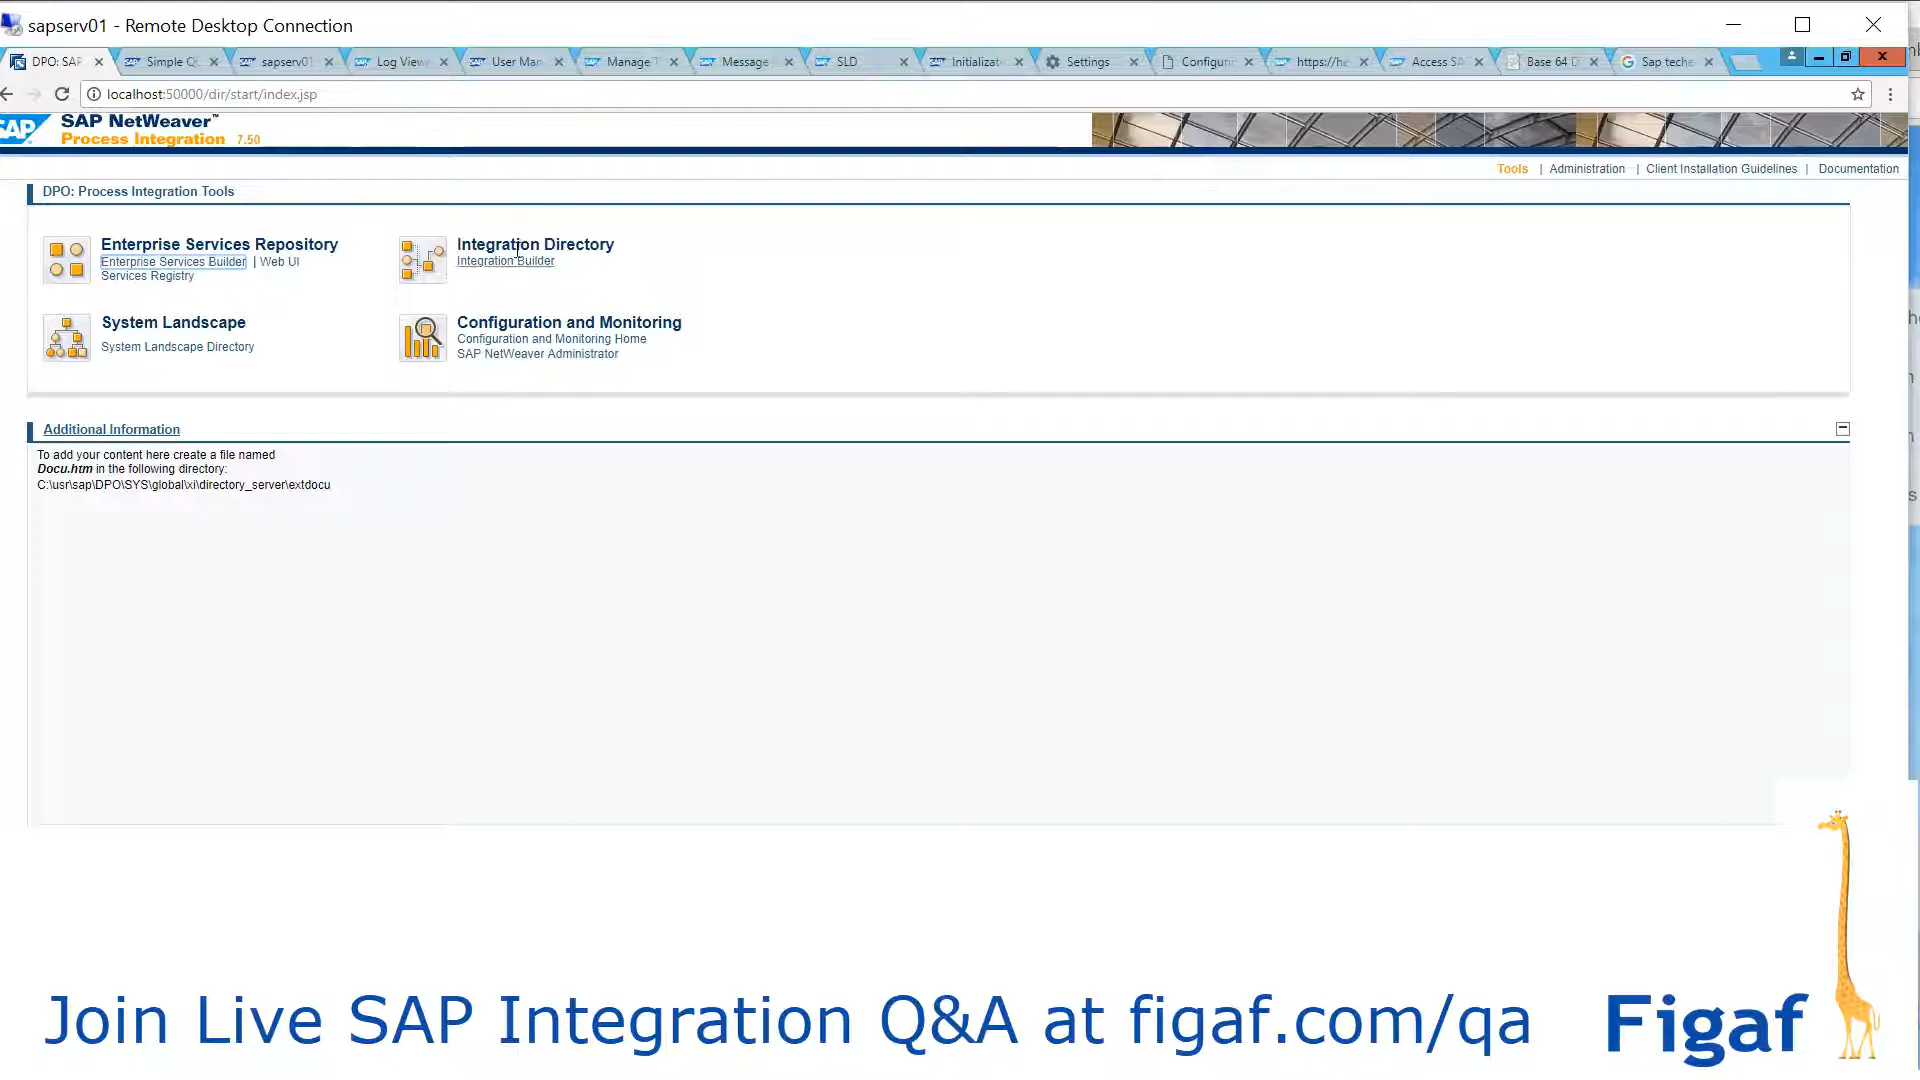 sapserv01 - Remote Desktop Connection
DPO: SAP
Simple Q
sapserv01
Log View
User Man
Manage T
Message
SLD
Initializati
Settings
Configuri
https://he
Access SA
Base 64 D
Sap teche
localhost:50000/dir/start/index.jsp
SAP
SAP NetWeaver™
Process Integration 7.50
Tools | Administration | Client Installation Guidelines | Documentation
DPO: Process Integration Tools
Enterprise Services Repository
Enterprise Services Builder | Web UI
Services Registry
Integration Directory
Integration Builder
System Landscape
System Landscape Directory
Configuration and Monitoring
Configuration and Monitoring Home
SAP NetWeaver Administrator
Additional Information
To add your content here create a file named
Docu.htm in the following directory:
C:\usr\sap\DPO\SYS\global\xi\directory_server\extdocu
Join Live SAP Integration Q&A at figaf.com/qa
Figaf